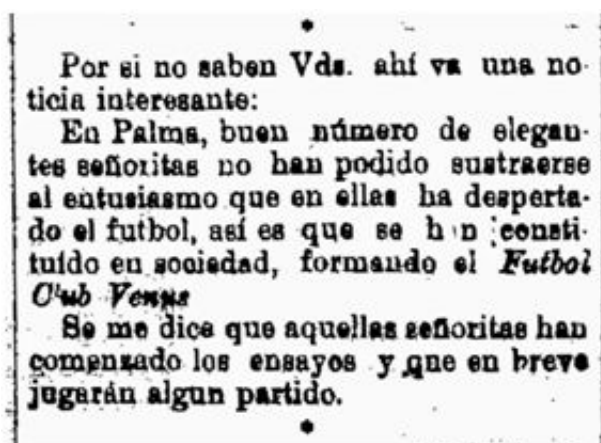 *
Por si no saben Vds. ahí va una no-
ticia interesante:
En Palma, buen número de elegan-
tes señoritas no han podido sustraerse
al entusiasmo que en ellas ha desperta-
do el futbol, así es que se h n consti-
tuído en sociedad, formando el Futbol
Club Venus
Se me dice que aquellas señoritas han
comenzado los ensayos y que en breve
jugarán algun partido.
*